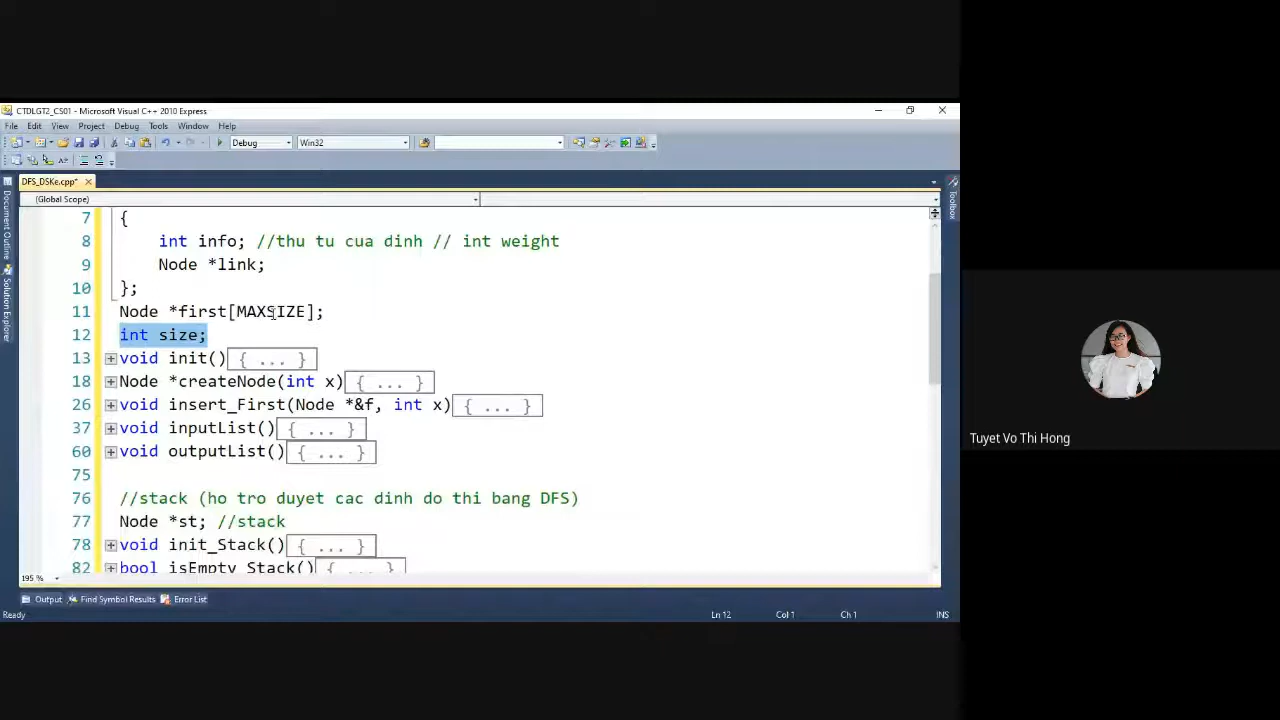 CTDLGT2_CS01 - Microsoft Visual C++ 2010 Express
File Edit View Project Debug Tools Window Help
Debug Win32
DFS_DSKe.cpp*
(Global Scope)
Document Outline
Solution Explorer
Toolbox
7 {
8 int info; //thu tu cua dinh // int weight
9 Node *link;
10 };
11 Node *first[MAXSIZE];
12 int size;
13 void init() { ... }
18 Node *createNode(int x) { ... }
26 void insert_First(Node *&f, int x) { ... }
37 void inputList() { ... }
60 void outputList() { ... }
75
76 //stack (ho tro duyet cac dinh do thi bang DFS)
77 Node *st; //stack
78 void init_Stack() { ... }
82 bool isEmpty_Stack() { ... }
195 %
Output Find Symbol Results Error List
Ready Ln 12 Col 1 Ch 1 INS
Tuyet Vo Thi Hong